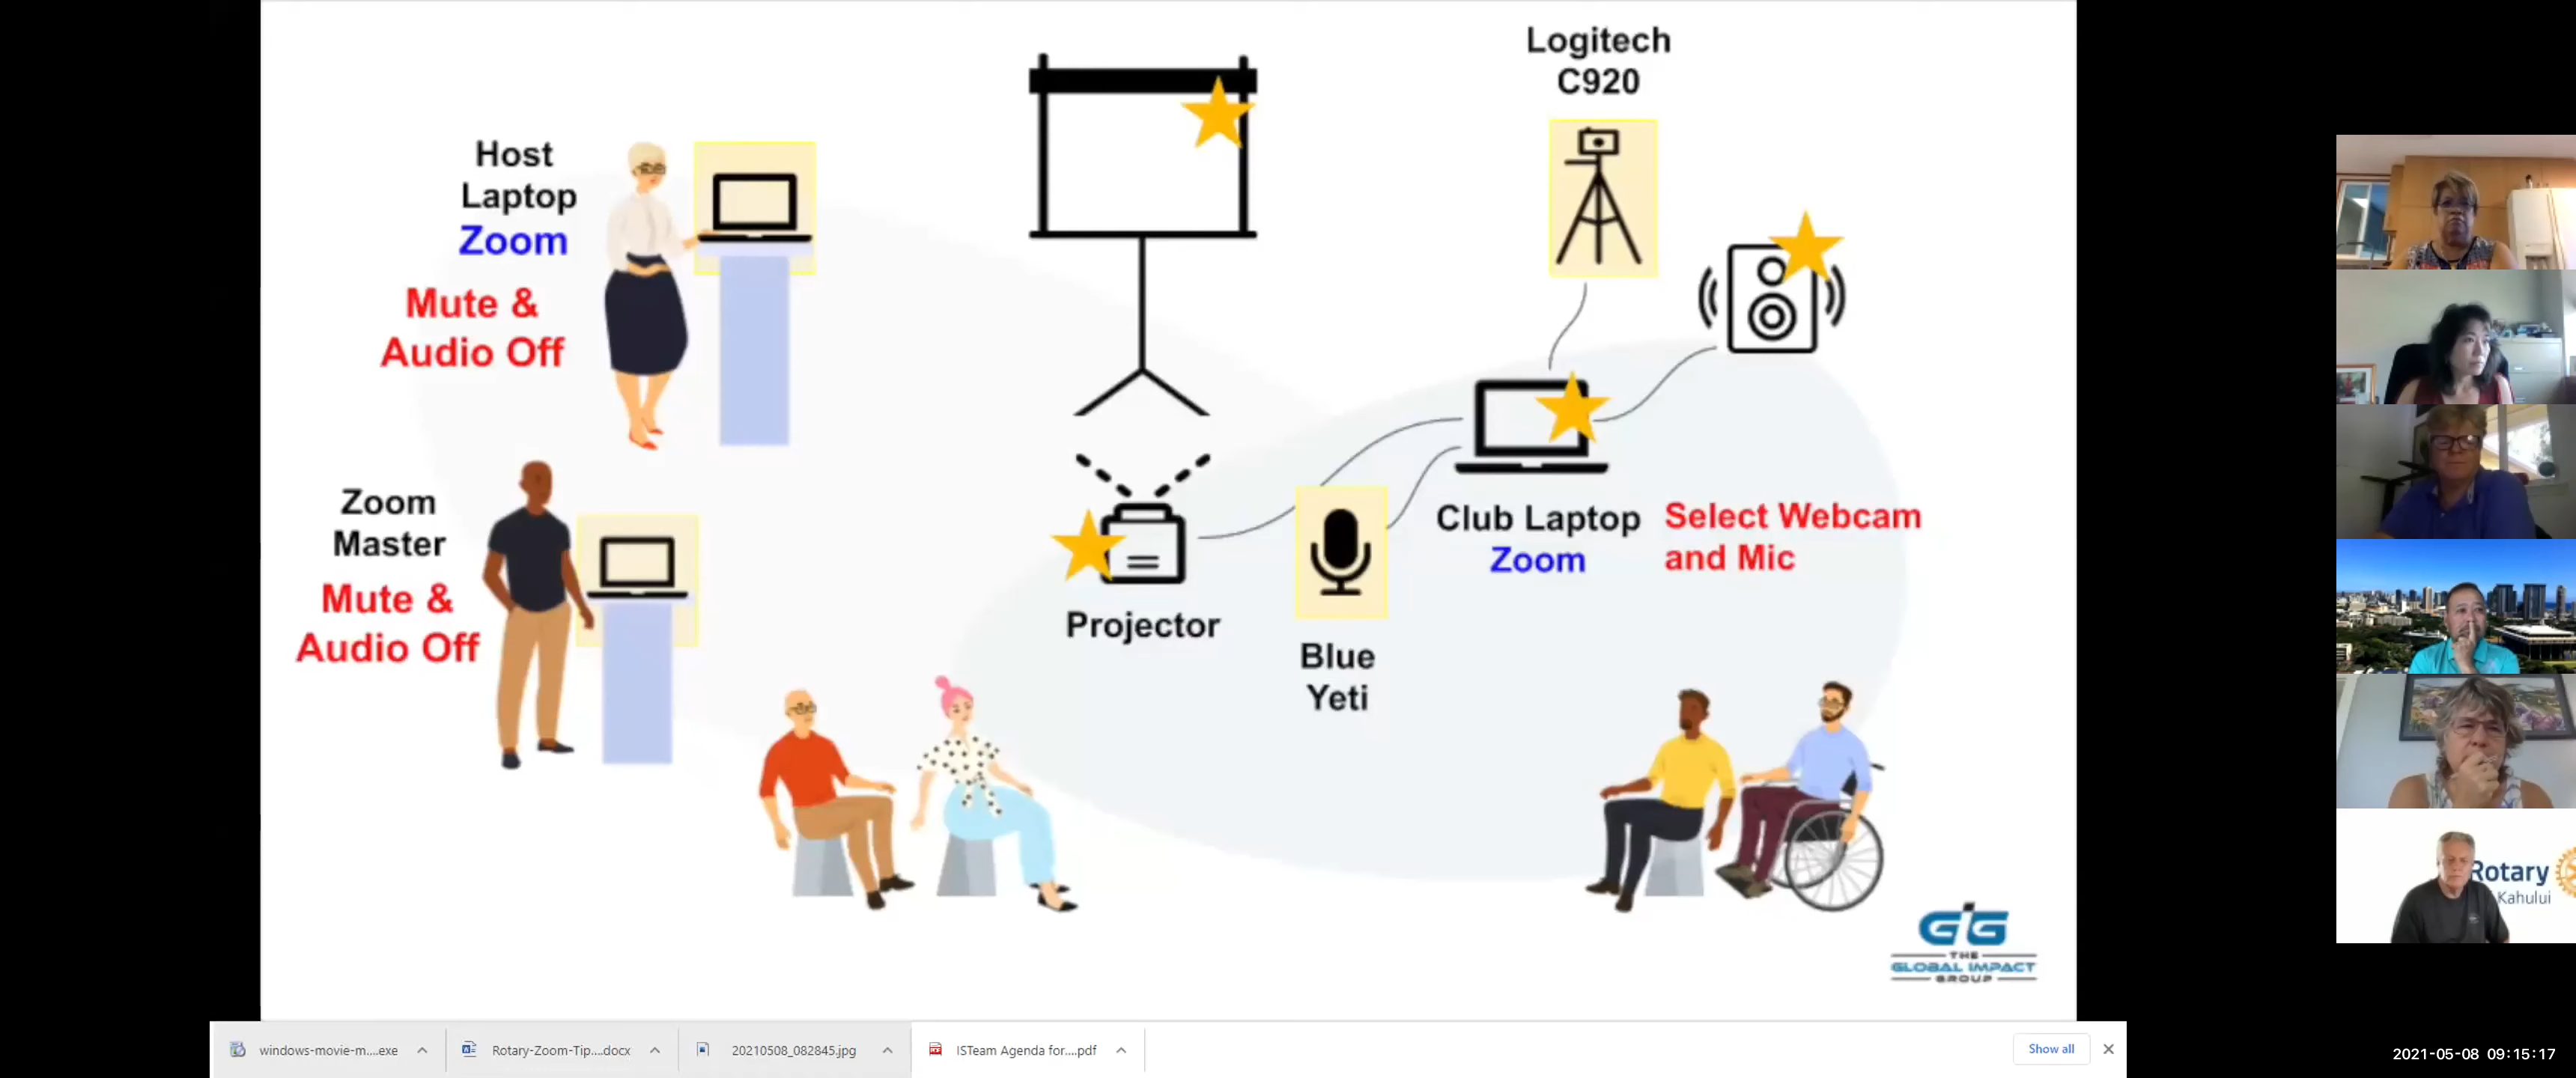 Host
Laptop
Zoom
Mute &
Audio Off
Zoom
Master
Mute &
Audio Off
Logitech
C920
Projector
Blue
Yeti
Club Laptop
Zoom
Select Webcam
and Mic
GIG
THE
GLOBAL IMPACT
GROUP
Rotary
Kahului
windows-movie-m....exe
Rotary-Zoom-Tip....docx
20210508_082845.jpg
ISTeam Agenda for....pdf
Show all
2021-05-08 09:15:17